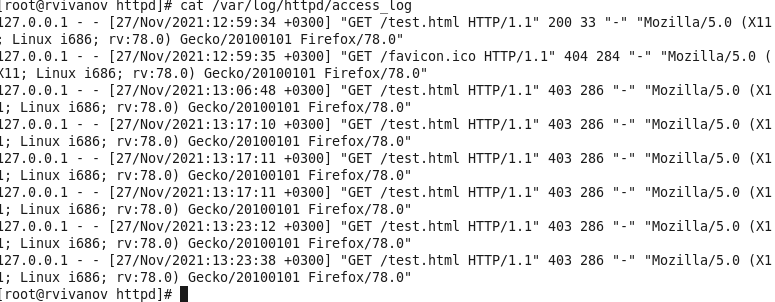 [root@rvivanov httpd]# cat /var/log/httpd/access_log
127.0.0.1 - - [27/Nov/2021:12:59:34 +0300] "GET /test.html HTTP/1.1" 200 33 "-" "Mozilla/5.0 (X11
; Linux i686; rv:78.0) Gecko/20100101 Firefox/78.0"
127.0.0.1 - - [27/Nov/2021:12:59:35 +0300] "GET /favicon.ico HTTP/1.1" 404 284 "-" "Mozilla/5.0 (
X11; Linux i686; rv:78.0) Gecko/20100101 Firefox/78.0"
127.0.0.1 - - [27/Nov/2021:13:06:48 +0300] "GET /test.html HTTP/1.1" 403 286 "-" "Mozilla/5.0 (X1
1; Linux i686; rv:78.0) Gecko/20100101 Firefox/78.0"
127.0.0.1 - - [27/Nov/2021:13:17:10 +0300] "GET /test.html HTTP/1.1" 403 286 "-" "Mozilla/5.0 (X1
1; Linux i686; rv:78.0) Gecko/20100101 Firefox/78.0"
127.0.0.1 - - [27/Nov/2021:13:17:11 +0300] "GET /test.html HTTP/1.1" 403 286 "-" "Mozilla/5.0 (X1
1; Linux i686; rv:78.0) Gecko/20100101 Firefox/78.0"
127.0.0.1 - - [27/Nov/2021:13:17:11 +0300] "GET /test.html HTTP/1.1" 403 286 "-" "Mozilla/5.0 (X1
1; Linux i686; rv:78.0) Gecko/20100101 Firefox/78.0"
127.0.0.1 - - [27/Nov/2021:13:23:12 +0300] "GET /test.html HTTP/1.1" 403 286 "-" "Mozilla/5.0 (X1
1; Linux i686; rv:78.0) Gecko/20100101 Firefox/78.0"
127.0.0.1 - - [27/Nov/2021:13:23:38 +0300] "GET /test.html HTTP/1.1" 403 286 "-" "Mozilla/5.0 (X1
1; Linux i686; rv:78.0) Gecko/20100101 Firefox/78.0"
[root@rvivanov httpd]#